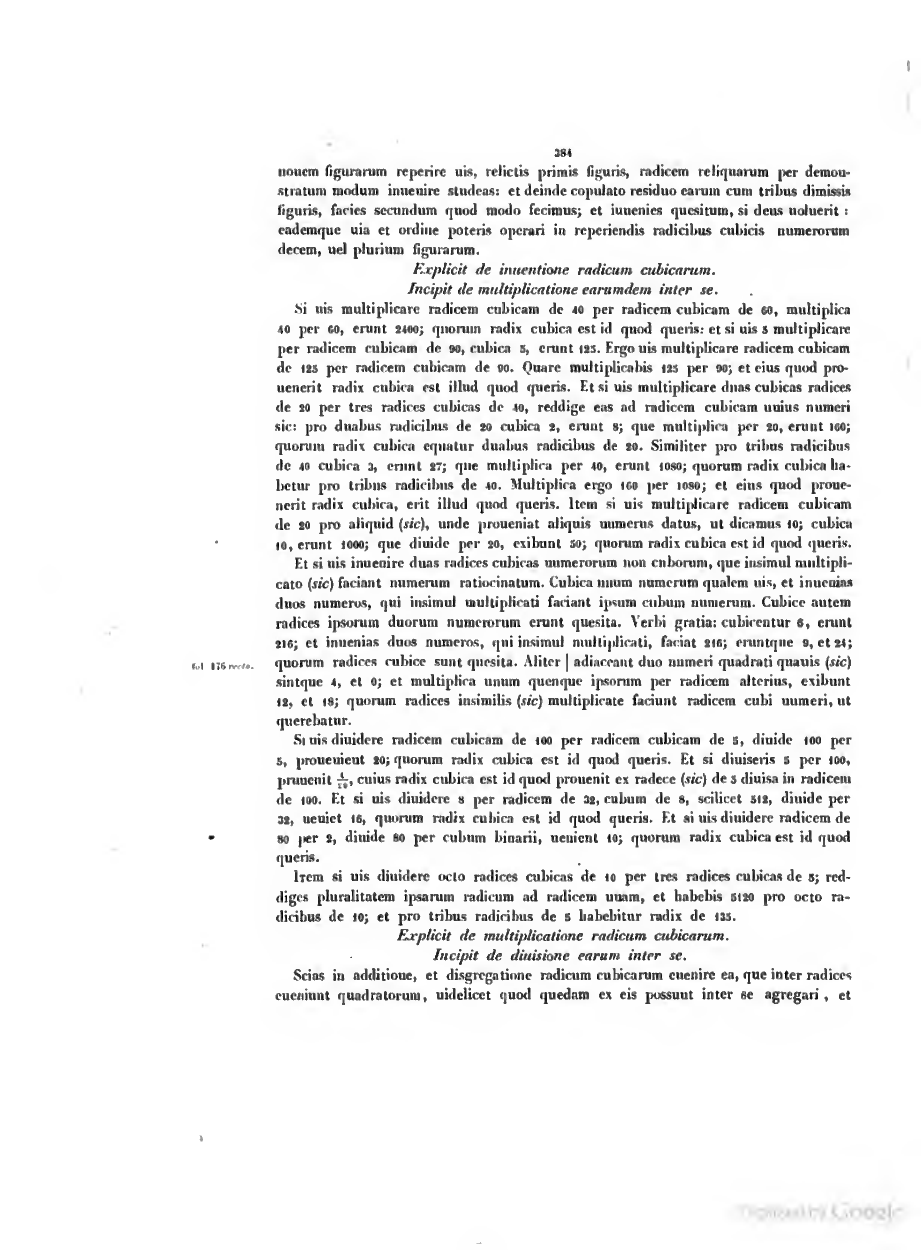 384
nouem figurarum reperire uis, relictis primis figuris, radicem reliquarum per demon-
stratum modum inuenire studeas: et deinde copulato residuo earum cum tribus dimissis
figuris, facies secundum quod modo fecimus; et inuenies quesitum, si deus uoluerit :
eademque uia et ordine poteris operari in reperiendis radicibus cubicis numerorum
decem, uel plurium figurarum.
Explicit de inuentione radicum cubicarum.
Incipit de multiplicatione earumdem inter se.
Si uis multiplicare radicem cubicam de 40 per radicem cubicam de 60, multiplica
40 per 60, erunt 2400; quorum radix cubica est id quod queris: et si uis 5 multiplicare
per radicem cubicam de 90, cubica 5, erunt 125. Ergo uis multiplicare radicem cubicam
de 125 per radicem cubicam de 90. Quare multiplicabis 125 per 90; et eius quod pro-
uenerit radix cubica est illud quod queris. Et si uis multiplicare duas cubicas radices
de 20 per tres radices cubicas de 40, reddige eas ad radicem cubicam unius numeri
sic: pro duabus radicibus de 20 cubica 2, erunt 8; que multiplica per 20, erunt 160;
quorum radix cubica equatur duabus radicibus de 20. Similiter pro tribus radicibus
de 40 cubica 3, erunt 27; que multiplica per 40, erunt 1080; quorum radix cubica ha-
betur pro tribus radicibus de 40. Multiplica ergo 160 per 1080; et eius quod proue-
nerit radix cubica, erit illud quod queris. Item si uis multiplicare radicem cubicam
de 20 pro aliquid (sic), unde proueniat aliquis numerus datus, ut dicamus 10; cubica
10, erunt 1000; que diuide per 20, exibunt 50; quorum radix cubica est id quod queris.
Et si uis inuenire duas radices cubicas numerorum non cuborum, que insimul multipli-
cato (sic) faciant numerum ratiocinatum. Cubica unum numerum qualem uis, et inuenias
duos numeros, qui insimul multiplicati faciant ipsum cubum numerum. Cubice autem
radices ipsorum duorum numerorum erunt quesita. Verbi gratia: cubicentur 6, erunt
216; et inuenias duos numeros, qui insimul multiplicati, faciat 216; eruntque 9, et 24;
fol. 176 recto.
quorum radices cubice sunt quesita. Aliter | adiaceant duo numeri quadrati quauis (sic)
sintque 4, et 9; et multiplica unum quenque ipsorum per radicem alterius, exibunt
12, et 18; quorum radices insimilis (sic) multiplicate faciunt radicem cubi numeri, ut
querebatur.
Si uis diuidere radicem cubicam de 100 per radicem cubicam de 5, diuide 100 per
5, proueuient 20; quorum radix cubica est id quod queris. Et si diuiseris 5 per 100,
prouenit 1/20, cuius radix cubica est id quod prouenit ex radece (sic) de 5 diuisa in radicem
de 100. Et si uis diuidere 8 per radicem de 32, cubum de 8, scilicet 512, diuide per
32, ueniet 16, quorum radix cubica est id quod queris. Et si uis diuidere radicem de
80 per 2, diuide 80 per cubum binarii, uenient 10; quorum radix cubica est id quod
queris.
Item si uis diuidere octo radices cubicas de 10 per tres radices cubicas de 5; red-
diges pluralitatem ipsarum radicum ad radicem unam, et habebis 5120 pro octo ra-
dicibus de 10; et pro tribus radicibus de 5 habebitur radix de 135.
Explicit de multiplicatione radicum cubicarum.
Incipit de diuisione earum inter se.
Scias in additione, et disgregatione radicum cubicarum euenire ea, que inter radices
eueniunt quadratorum, uidelicet quod quedam ex eis possunt inter se agregari , et
Digitized by Google